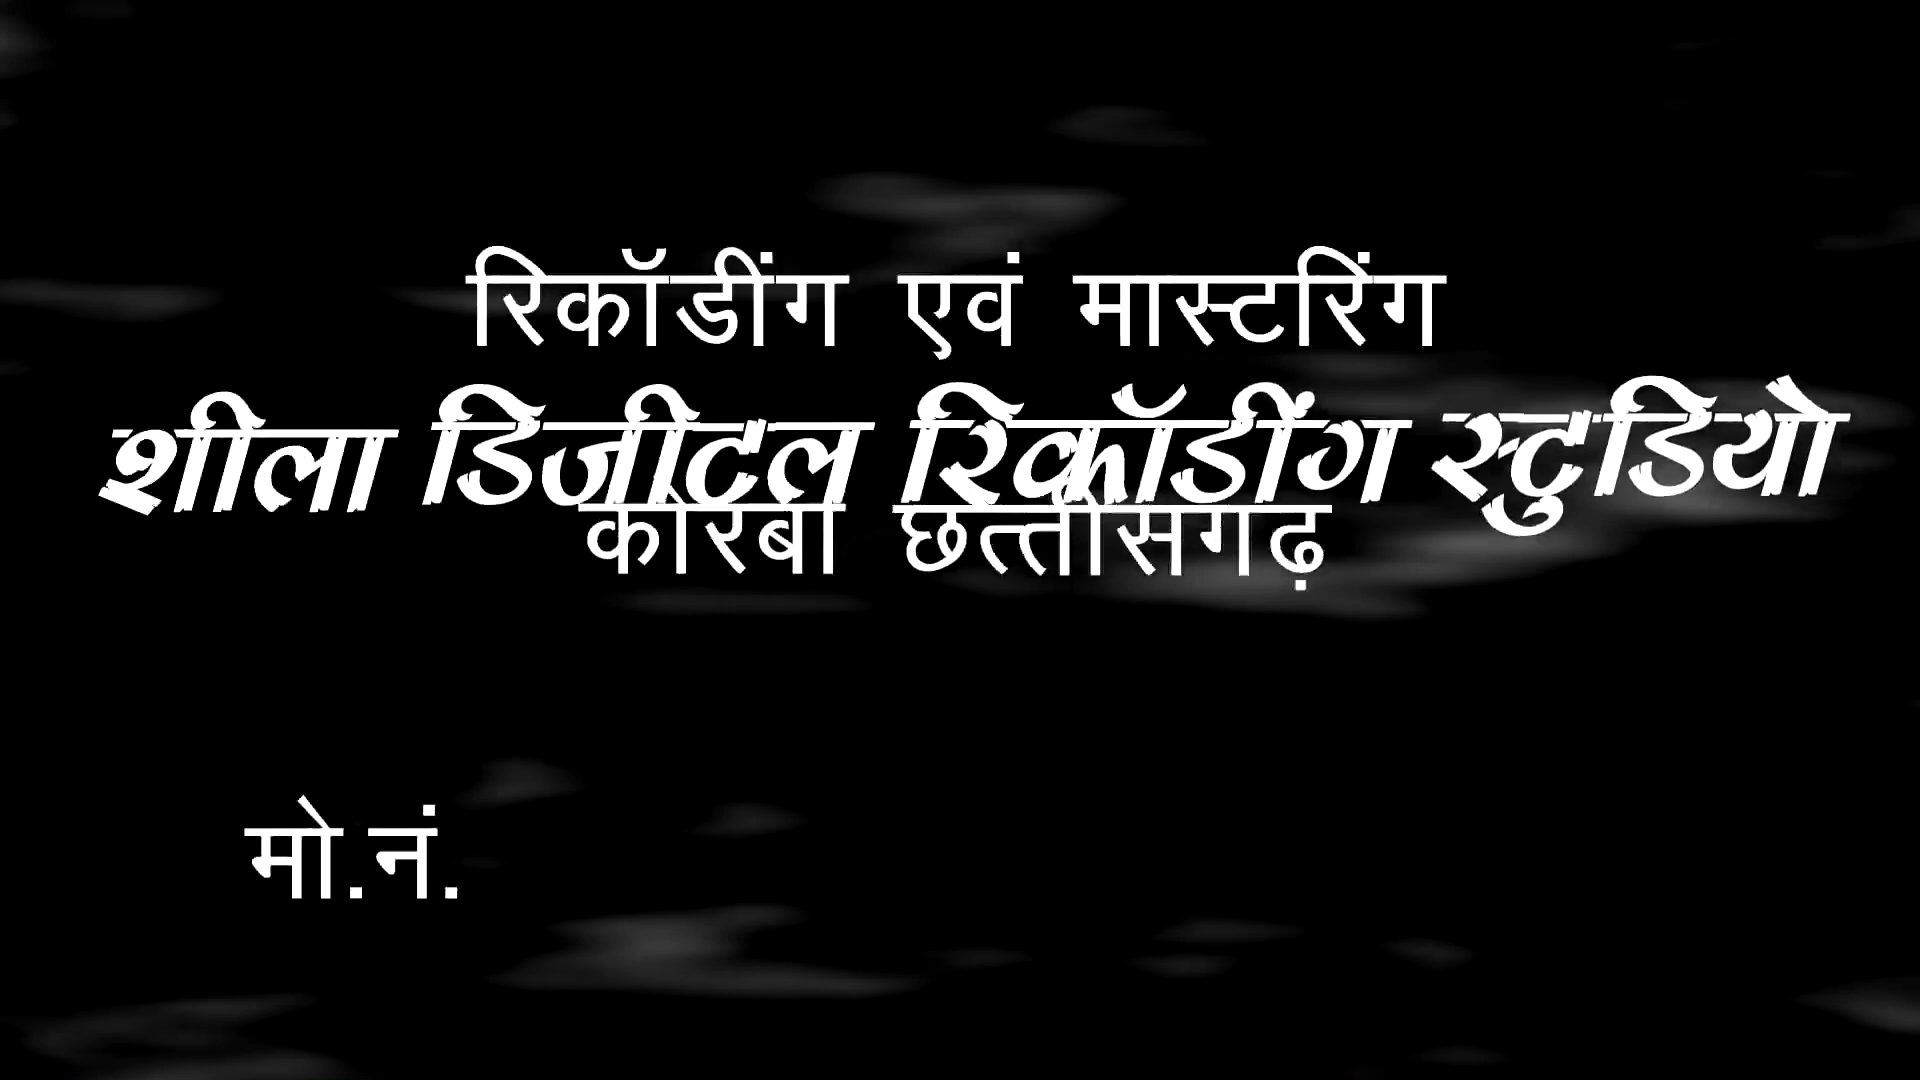 रिकॉडींग एवं मास्टरिंग
शीला डिजीटल रिकॉडींग स्टुडियो
कोरबा छत्तीसगढ़
मो.नं.